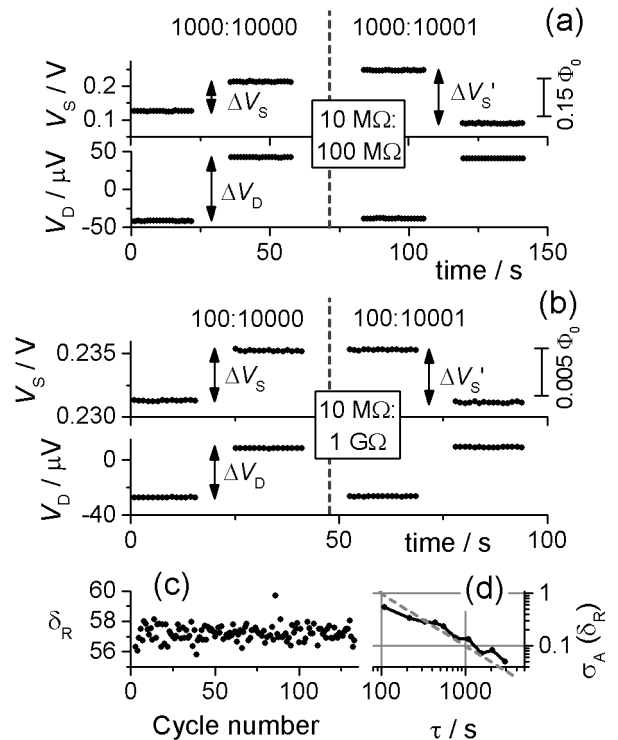 (a)
1000:1000 1000:10001
V_S / V
0.2
0.1
ΔV_S
ΔV_S'
0.15 Φ_0
10 MΩ:
100 MΩ
V_D / μV
50
0
-50
ΔV_D
0 50 100 150
time / s
(b)
100:10000 100:10001
V_S / V
0.235
0.230
ΔV_S
ΔV_S'
0.005 Φ_0
10 MΩ:
1 GΩ
V_D / μV
0
-40
ΔV_D
0 50 100
time / s
(c)
δ_R
60
58
56
0 50 100
Cycle number
(d)
1
0.1
σ_A (δ_R)
100 1000
τ / s